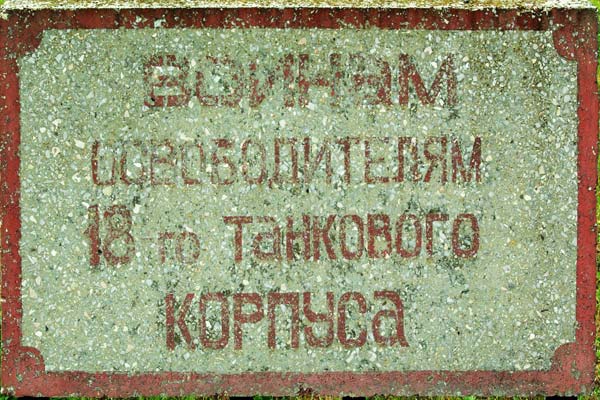 ВОИНАМ
ОСВОБОДИТЕЛЯМ
18-го ТАНКОВОГО
КОРПУСА